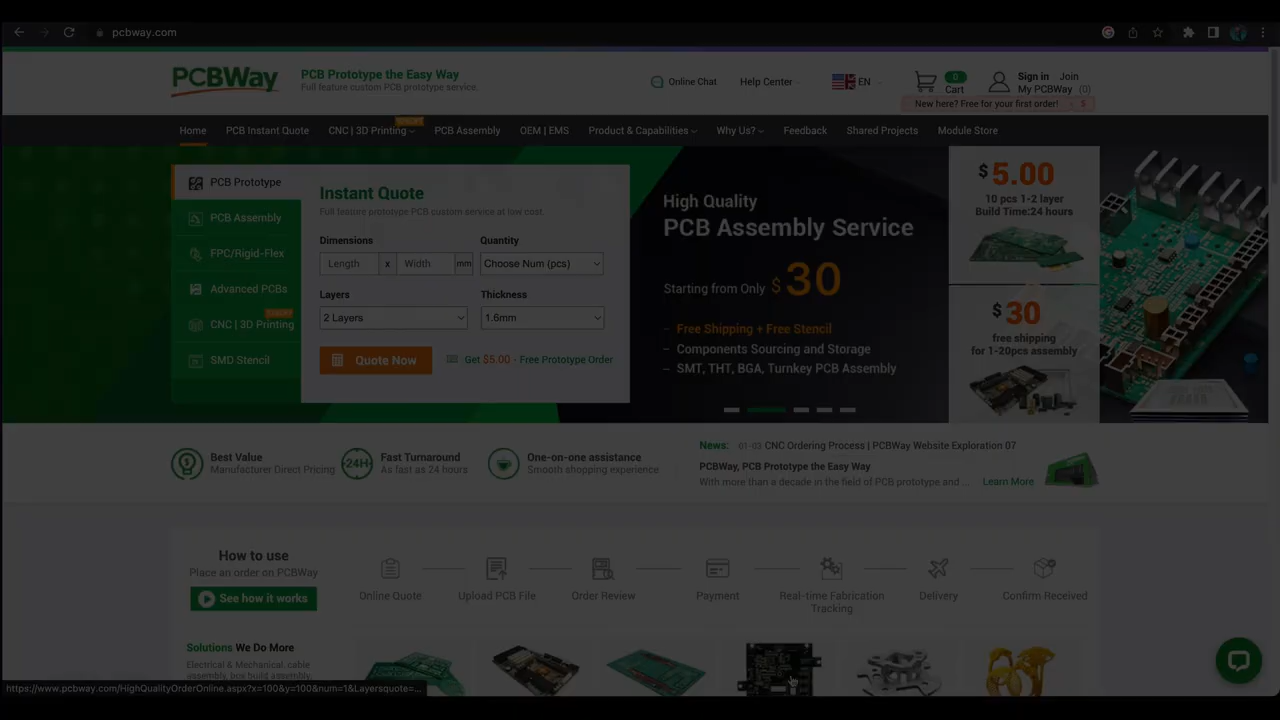 pcbway.com
PCBWay
PCB Prototype the Easy Way
Full feature custom PCB prototype service.
Online Chat
Help Center
EN
0
Cart
Sign in Join
My PCBWay (0)
New here? Free for your first order! $
Home PCB Instant Quote CNC | 3D Printing PCB Assembly OEM | EMS Product & Capabilities Why Us? Feedback Shared Projects Module Store
PCB Prototype
PCB Assembly
FPC/Rigid-Flex
Advanced PCBs
CNC | 3D Printing
SMD Stencil
Instant Quote
Full feature prototype PCB custom service at low cost.
Dimensions Quantity
Length x Width mm Choose Num (pcs)
Layers Thickness
2 Layers 1.6mm
Quote Now Get $5.00 - Free Prototype Order
High Quality
PCB Assembly Service
Starting from Only $ 30
– Free Shipping + Free Stencil
– Components Sourcing and Storage
– SMT, THT, BGA, Turnkey PCB Assembly
$ 5.00
10 pcs 1-2 layer
Build Time:24 hours
$ 30
free shipping
for 1-20pcs assembly
Best Value
Manufacturer Direct Pricing
24H
Fast Turnaround
As fast as 24 hours
One-on-one assistance
Smooth shopping experience
News: 01-03 CNC Ordering Process | PCBWay Website Exploration 07
PCBWay, PCB Prototype the Easy Way
With more than a decade in the field of PCB prototype and ... Learn More
How to use
Place an order on PCBWay
See how it works
Online Quote
Upload PCB File
Order Review
Payment
Real-time Fabrication
Tracking
Delivery
Confirm Received
Solutions We Do More
Electrical & Mechanical, cable
assembly, box build assembly.
https://www.pcbway.com/HighQualityOrderOnline.aspx?x=100&y=100&num=1&Layersquote=...